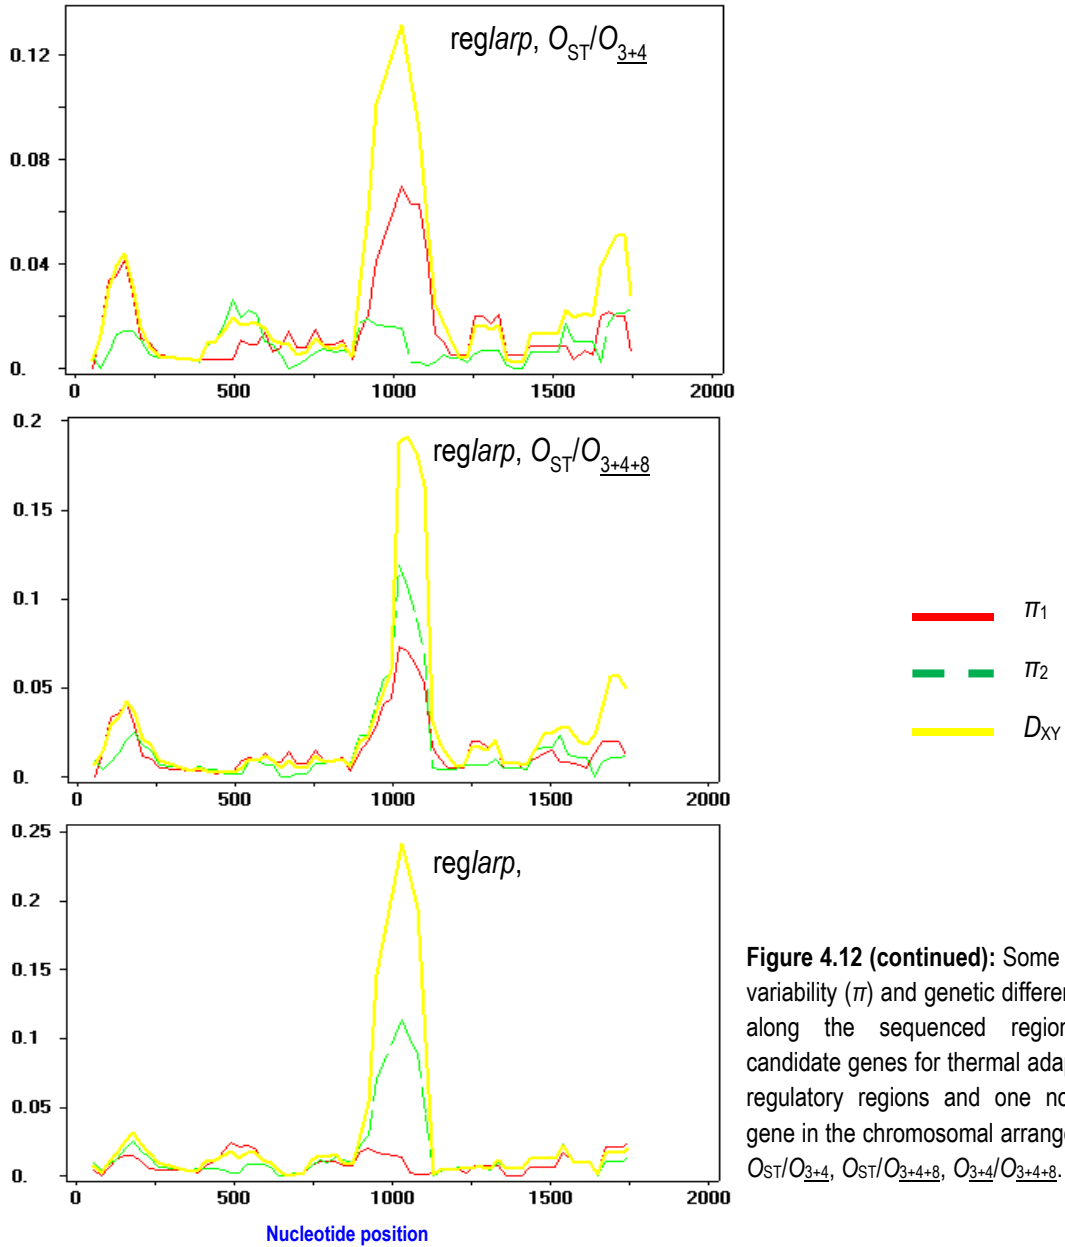 reglarp, OST/O3+4
0.12
0.
0.04
0.
0 500 1000 1500 2000
reglarp, OST/O3+4+8
0.2
0.15
0.1
0.05
0.
0 500 1000 1500 2000
π1
π2
DXY
reglarp,
0.25
0.2
0.15
0.1
0.05
0.
0 500 1000 1500 2000
Nucleotide position
Figure 4.12 (continued): Some
variability (π) and genetic differen
along the sequenced region
candidate genes for thermal adap
regulatory regions and one no
gene in the chromosomal arrange
OST/O3+4, OST/O3+4+8, O3+4/O3+4+8.